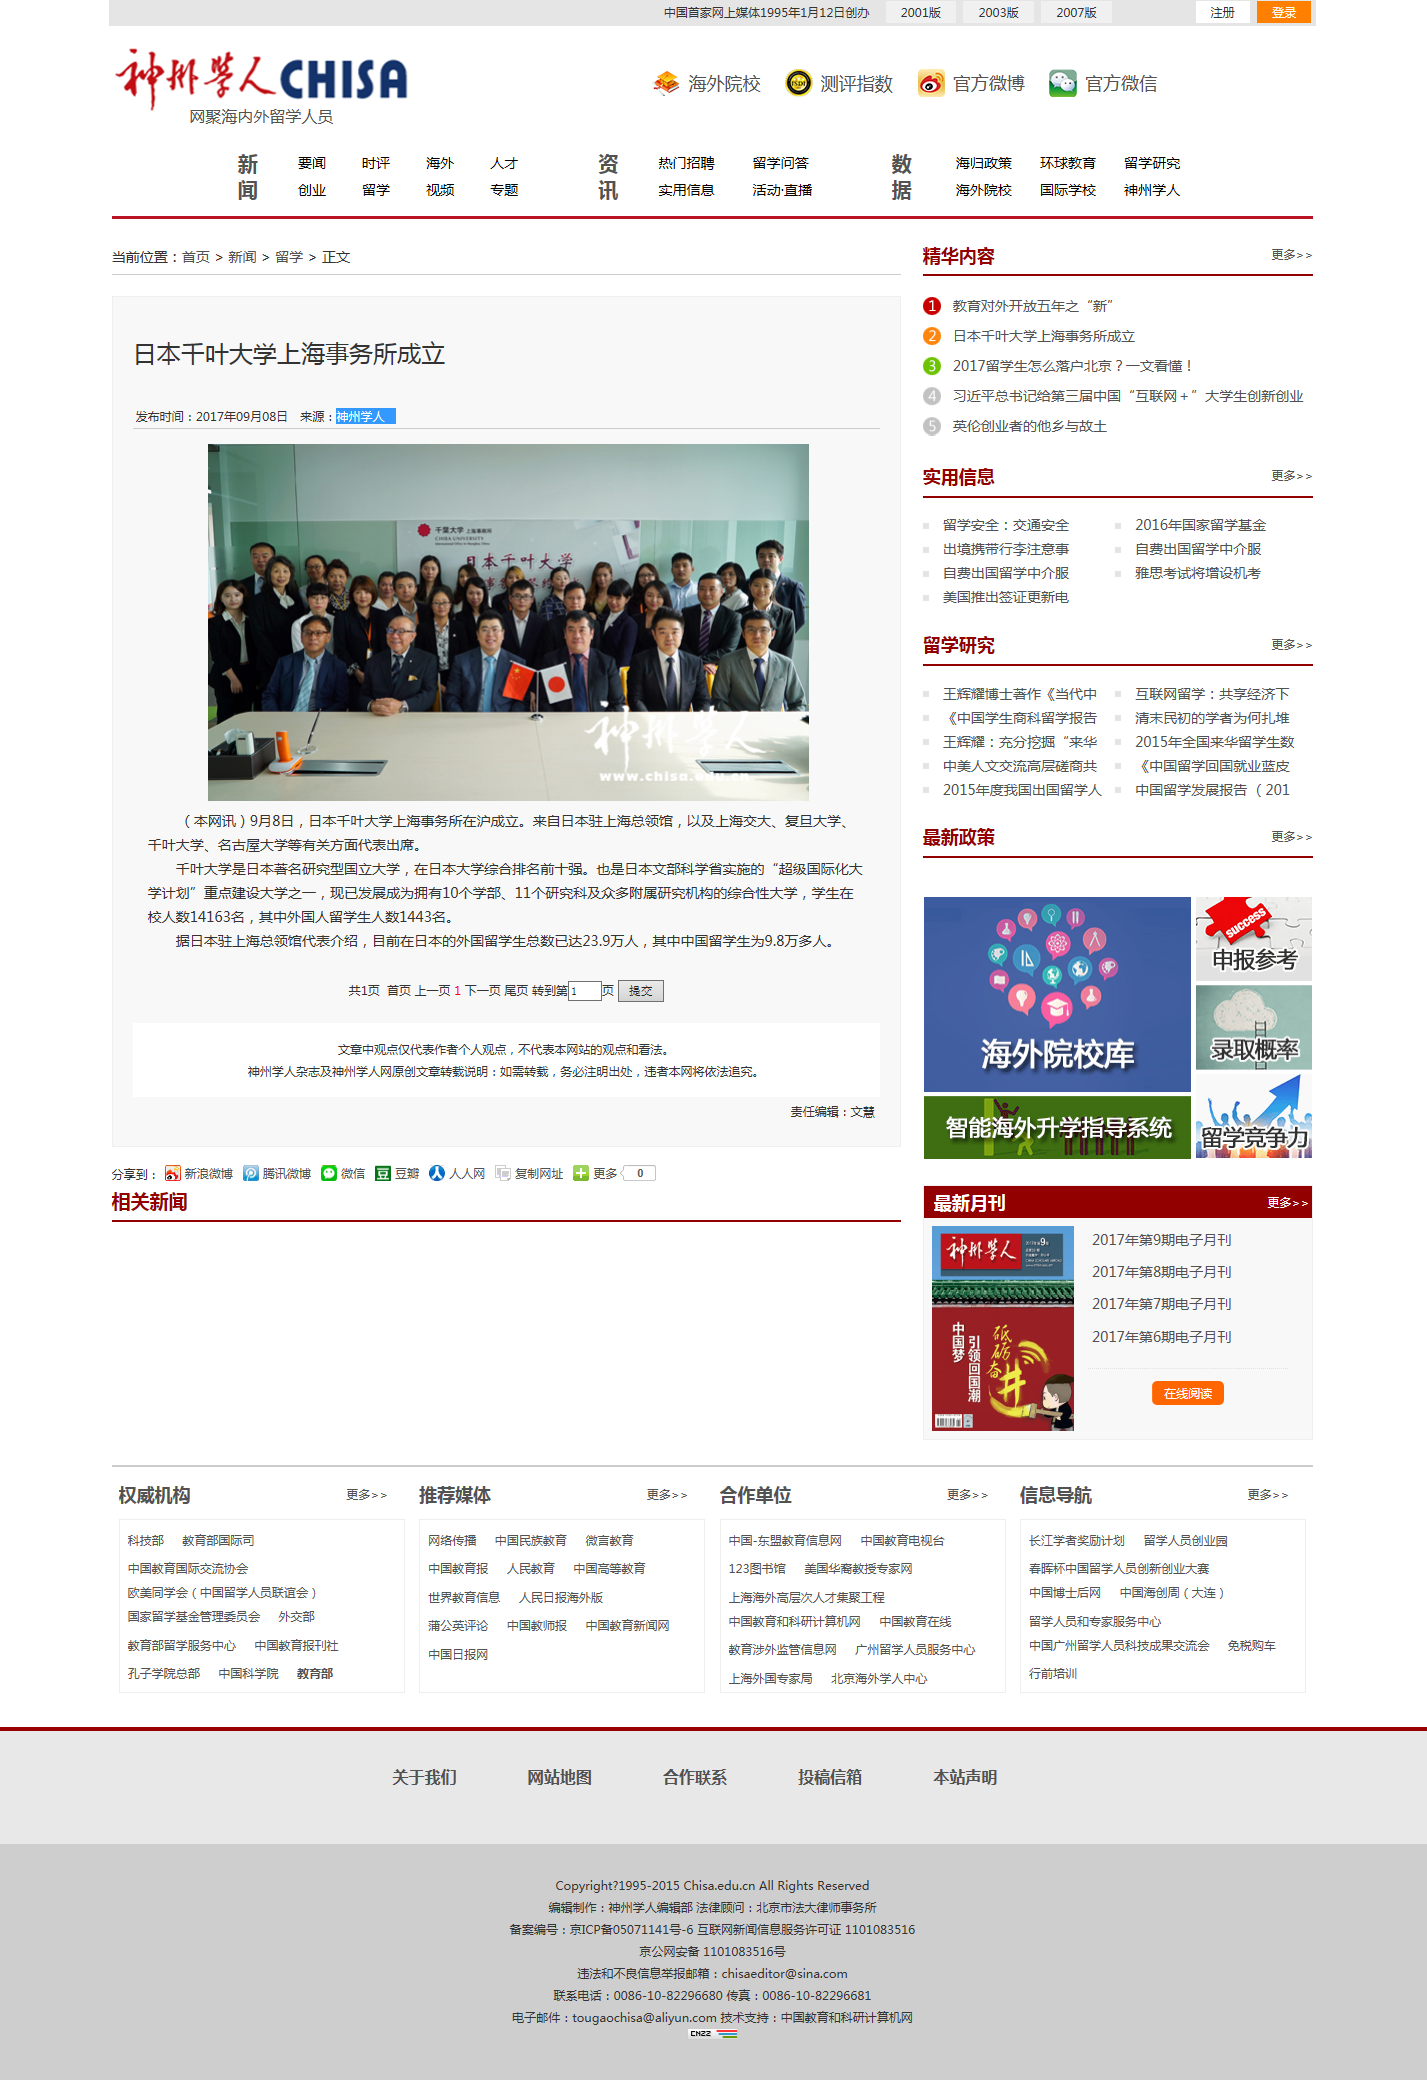 中国首家网上媒体1995年1月12日创办 2001版 2003版 2007版 注册 登录
神州学人CHISA
网聚海内外留学人员
海外院校 测评指数 官方微博 官方微信
新闻 要闻 时评 海外 人才
创业 留学 视频 专题
资讯 热门招聘 留学问答
实用信息 活动·直播
数据 海归政策 环球教育 留学研究
海外院校 国际学校 神州学人
当前位置：首页 > 新闻 > 留学 > 正文
日本千叶大学上海事务所成立
发布时间：2017年09月08日 来源：神州学人
千葉大学 上海事務所
CHIBA UNIVERSITY
日本千叶大学
神州学人
www.chisa.edu.cn
（本网讯）9月8日，日本千叶大学上海事务所在沪成立。来自日本驻上海总领馆，以及上海交大、复旦大学、
千叶大学、名古屋大学等有关方面代表出席。
千叶大学是日本著名研究型国立大学，在日本大学综合排名前十强。也是日本文部科学省实施的“超级国际化大
学计划”重点建设大学之一，现已发展成为拥有10个学部、11个研究科及众多附属研究机构的综合性大学，学生在
校人数14163名，其中外国人留学生人数1443名。
据日本驻上海总领馆代表介绍，目前在日本的外国留学生总数已达23.9万人，其中中国留学生为9.8万多人。
共1页 首页 上一页 1 下一页 尾页 转到第1页 提交
文章中观点仅代表作者个人观点，不代表本网站的观点和看法。
神州学人杂志及神州学人网原创文章转载说明：如需转载，务必注明出处，违者本网将依法追究。
责任编辑：文慧
分享到： 新浪微博 腾讯微博 微信 豆瓣 人人网 复制网址 更多 0
相关新闻
精华内容 更多>>
1 教育对外开放五年之“新”
2 日本千叶大学上海事务所成立
3 2017留学生怎么落户北京？一文看懂！
4 习近平总书记给第三届中国“互联网＋”大学生创新创业
5 英伦创业者的他乡与故土
实用信息 更多>>
留学安全：交通安全 2016年国家留学基金
出境携带行李注意事 自费出国留学中介服
自费出国留学中介服 雅思考试将增设机考
美国推出签证更新电
留学研究 更多>>
王辉耀博士著作《当代中 互联网留学：共享经济下
《中国学生商科留学报告 清末民初的学者为何扎堆
王辉耀：充分挖掘“来华 2015年全国来华留学生数
中美人文交流高层磋商共 《中国留学回国就业蓝皮
2015年度我国出国留学人 中国留学发展报告（201
最新政策 更多>>
海外院校库
智能海外升学指导系统
success
申报参考
录取概率
留学竞争力
最新月刊 更多>>
神州学人
中国梦 引领回国潮
砥砺奋进
2017年第9期电子月刊
2017年第8期电子月刊
2017年第7期电子月刊
2017年第6期电子月刊
在线阅读
权威机构 更多>>
科技部 教育部国际司
中国教育国际交流协会
欧美同学会（中国留学人员联谊会）
国家留学基金管理委员会 外交部
教育部留学服务中心 中国教育报刊社
孔子学院总部 中国科学院 教育部
推荐媒体 更多>>
网络传播 中国民族教育 微言教育
中国教育报 人民教育 中国高等教育
世界教育信息 人民日报海外版
蒲公英评论 中国教师报 中国教育新闻网
中国日报网
合作单位 更多>>
中国-东盟教育信息网 中国教育电视台
123图书馆 美国华裔教授专家网
上海海外高层次人才集聚工程
中国教育和科研计算机网 中国教育在线
教育涉外监管信息网 广州留学人员服务中心
上海外国专家局 北京海外学人中心
信息导航 更多>>
长江学者奖励计划 留学人员创业园
春晖杯中国留学人员创新创业大赛
中国博士后网 中国海创周（大连）
留学人员和专家服务中心
中国广州留学人员科技成果交流会 免税购车
行前培训
关于我们 网站地图 合作联系 投稿信箱 本站声明
Copyright?1995-2015 Chisa.edu.cn All Rights Reserved
编辑制作：神州学人编辑部 法律顾问：北京市法大律师事务所
备案编号：京ICP备05071141号-6 互联网新闻信息服务许可证 1101083516
京公网安备 1101083516号
违法和不良信息举报邮箱：chisaeditor@sina.com
联系电话：0086-10-82296680 传真：0086-10-82296681
电子邮件：tougaochisa@aliyun.com 技术支持：中国教育和科研计算机网
CNZZ